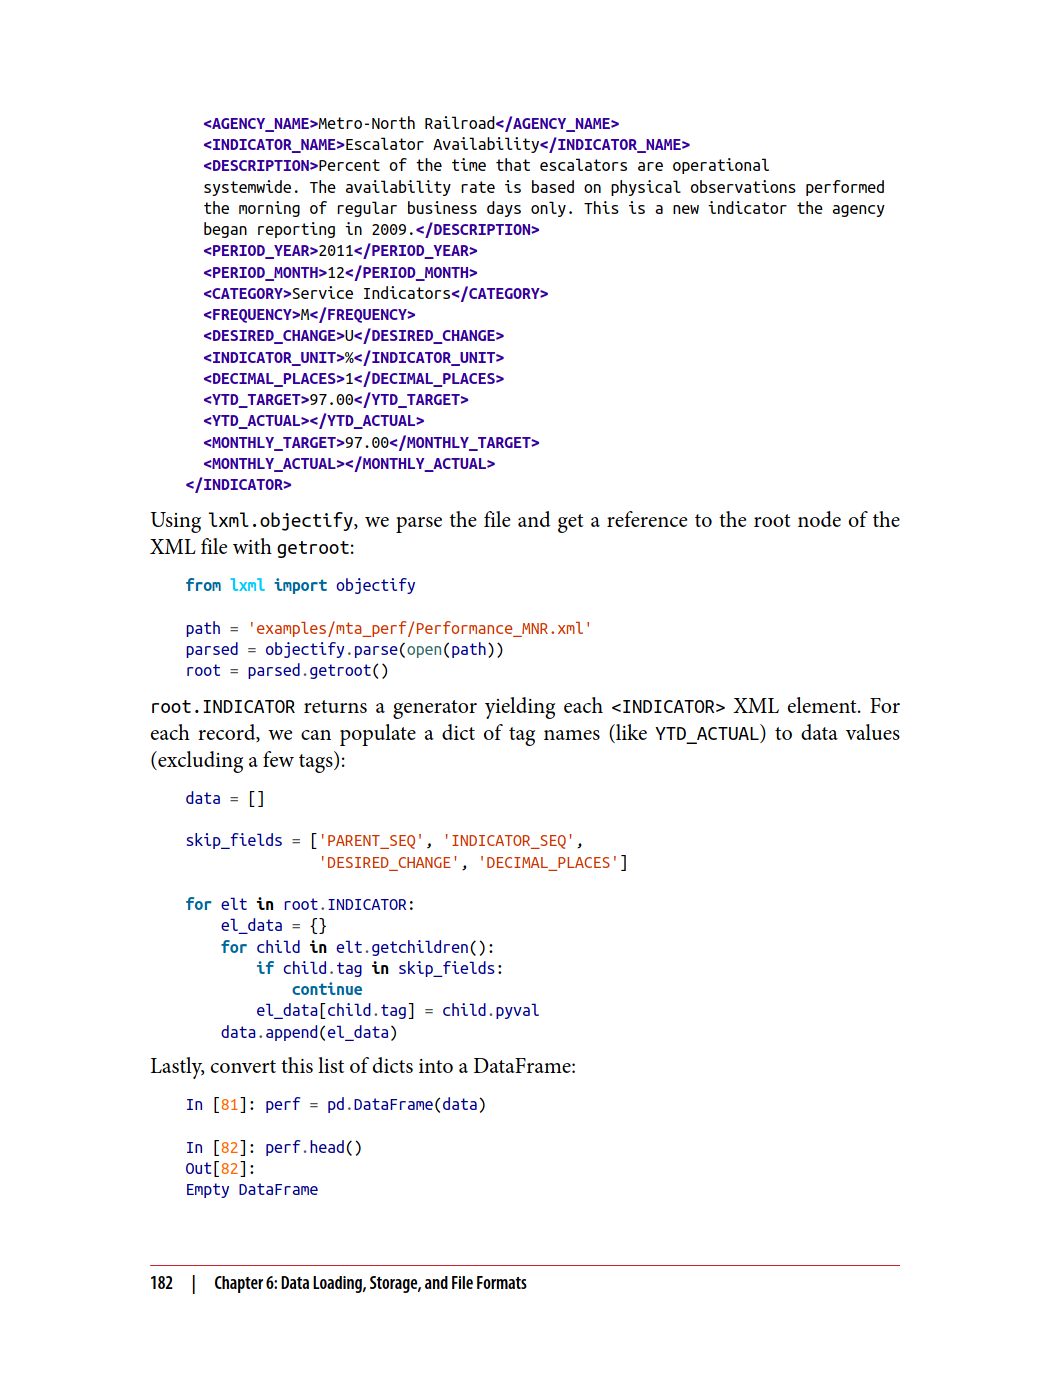 <AGENCY_NAME>Metro-North Railroad</AGENCY_NAME>
<INDICATOR_NAME>Escalator Availability</INDICATOR_NAME>
<DESCRIPTION>Percent of the time that escalators are operational
systemwide. The availability rate is based on physical observations performed
the morning of regular business days only. This is a new indicator the agency
began reporting in 2009.</DESCRIPTION>
<PERIOD_YEAR>2011</PERIOD_YEAR>
<PERIOD_MONTH>12</PERIOD_MONTH>
<CATEGORY>Service Indicators</CATEGORY>
<FREQUENCY>M</FREQUENCY>
<DESIRED_CHANGE>U</DESIRED_CHANGE>
<INDICATOR_UNIT>%</INDICATOR_UNIT>
<DECIMAL_PLACES>1</DECIMAL_PLACES>
<YTD_TARGET>97.00</YTD_TARGET>
<YTD_ACTUAL></YTD_ACTUAL>
<MONTHLY_TARGET>97.00</MONTHLY_TARGET>
<MONTHLY_ACTUAL></MONTHLY_ACTUAL>
</INDICATOR>
Using lxml.objectify, we parse the file and get a reference to the root node of the
XML file with getroot:
from lxml import objectify
path = 'examples/mta_perf/Performance_MNR.xml'
parsed = objectify.parse(open(path))
root = parsed.getroot()
root.INDICATOR returns a generator yielding each <INDICATOR> XML element. For
each record, we can populate a dict of tag names (like YTD_ACTUAL) to data values
(excluding a few tags):
data = []
skip_fields = ['PARENT_SEQ', 'INDICATOR_SEQ',
'DESIRED_CHANGE', 'DECIMAL_PLACES']
for elt in root.INDICATOR:
el_data = {}
for child in elt.getchildren():
if child.tag in skip_fields:
continue
el_data[child.tag] = child.pyval
data.append(el_data)
Lastly, convert this list of dicts into a DataFrame:
In [81]: perf = pd.DataFrame(data)
In [82]: perf.head()
Out[82]:
Empty DataFrame
182 | Chapter 6: Data Loading, Storage, and File Formats